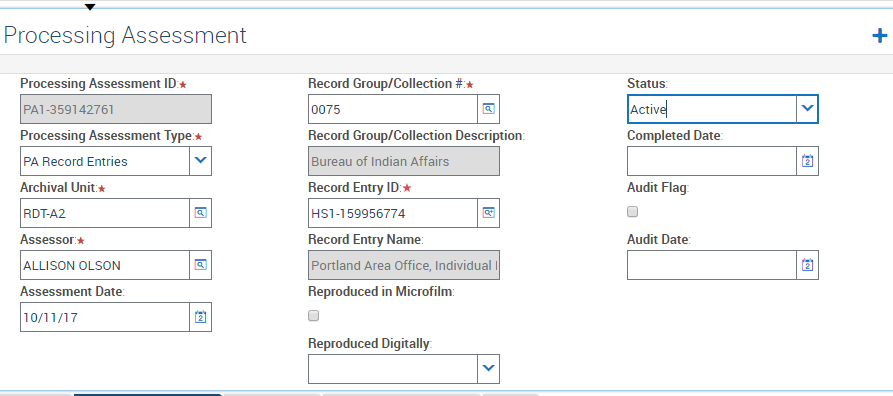 Processing Assessment
Processing Assessment ID:★
PA1-359142761
Processing Assessment Type:★
PA Record Entries
Archival Unit:★
RDT-A2
Assessor:★
ALLISON OLSON
Assessment Date:
10/11/17
Record Group/Collection #:★
0075
Record Group/Collection Description:
Bureau of Indian Affairs
Record Entry ID:★
HS1-159956774
Record Entry Name:
Portland Area Office, Individual
Reproduced in Microfilm:
Reproduced Digitally:
Status:
Active
Completed Date:
Audit Flag:
Audit Date: